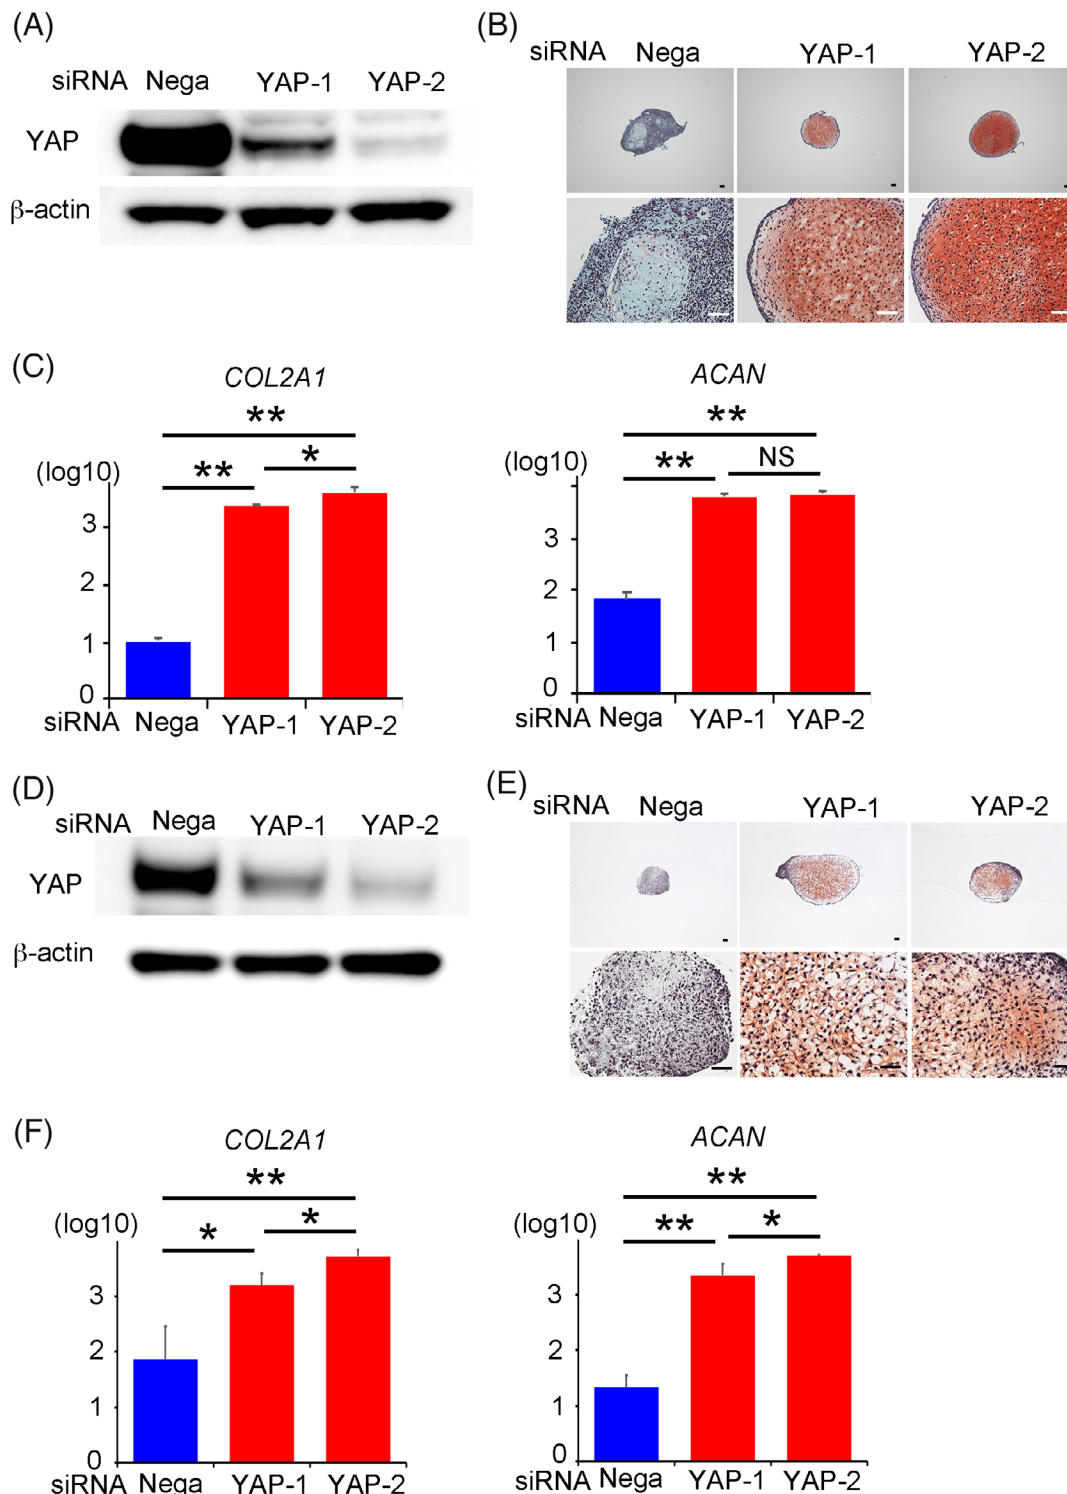 (A)
siRNA Nega YAP-1 YAP-2
YAP
β-actin
(B)
siRNA Nega YAP-1 YAP-2
(C)
COL2A1
**
(log10)
** *
3
2
1
0
siRNA Nega YAP-1 YAP-2
ACAN
**
(log10)
** NS
3
2
1
0
siRNA Nega YAP-1 YAP-2
(D)
siRNA Nega YAP-1 YAP-2
YAP
β-actin
(E)
siRNA Nega YAP-1 YAP-2
(F)
COL2A1
**
(log10)
* *
3
2
1
0
siRNA Nega YAP-1 YAP-2
ACAN
**
(log10)
** *
3
2
1
0
siRNA Nega YAP-1 YAP-2